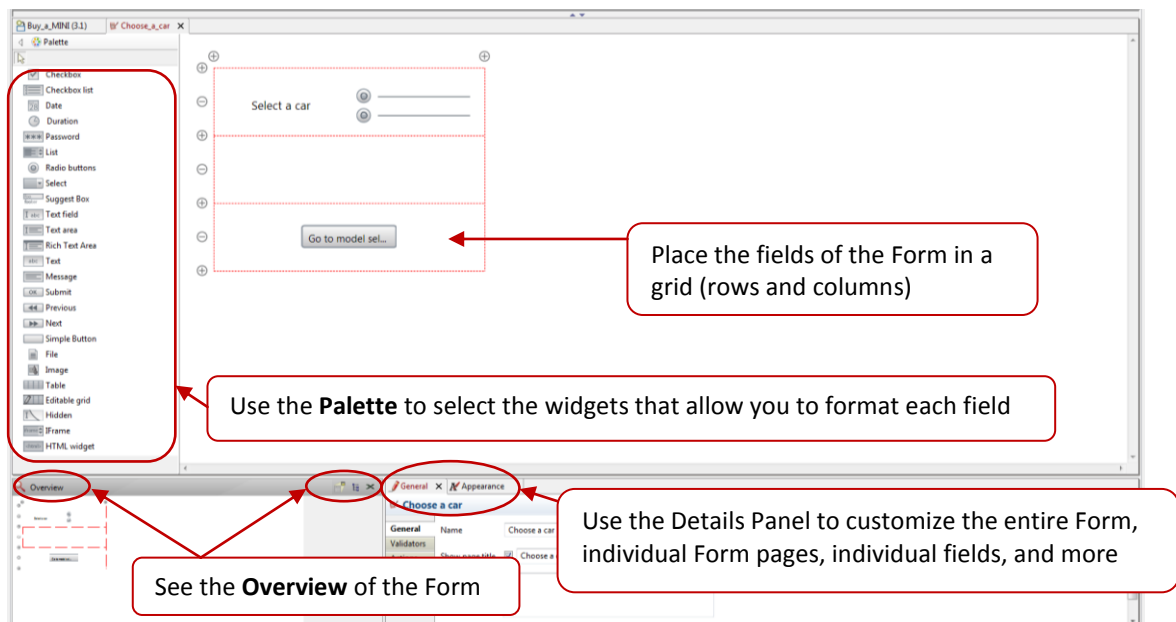 Buy_a_MINI (3.1)
Choose_a_car
Palette
Checkbox
Checkbox list
Date
Duration
Password
List
Radio buttons
Select
Suggest Box
Text field
Text area
Rich Text Area
Text
Message
Submit
Previous
Next
Simple Button
File
Image
Table
Editable grid
Hidden
IFrame
HTML widget
Select a car
Go to model sel...
Place the fields of the Form in a
grid (rows and columns)
Use the Palette to select the widgets that allow you to format each field
Overview
See the Overview of the Form
General
Appearance
Choose a car
General
Name
Choose a car
Validators
Show page title
Use the Details Panel to customize the entire Form,
individual Form pages, individual fields, and more